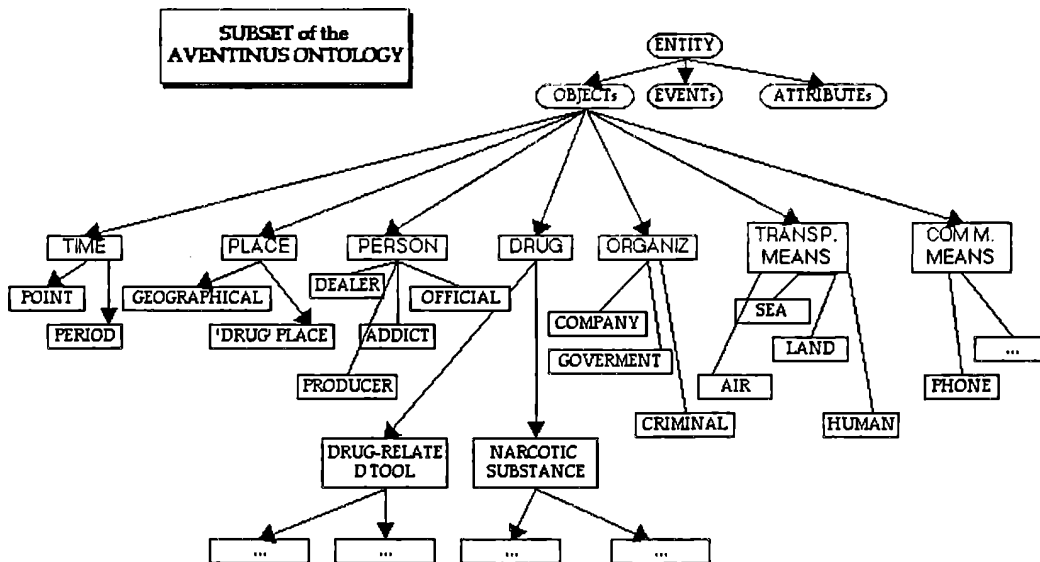 SUBSET of the
AVENTINUS ONTOLOGY
ENTITY
OBJECTs
EVENTs
ATTRIBUTEs
TIME
PLACE
PERSON
DRUG
ORGANIZ
TRANSP.
MEANS
COMM.
MEANS
POINT
PERIOD
GEOGRAPHICAL
'DRUG' PLACE
DEALER
OFFICIAL
ADDICT
PRODUCER
COMPANY
GOVERMENT
CRIMINAL
SEA
LAND
AIR
HUMAN
PHONE
...
DRUG-RELATE
D TOOL
NARCOTIC
SUBSTANCE
...
...
...
...